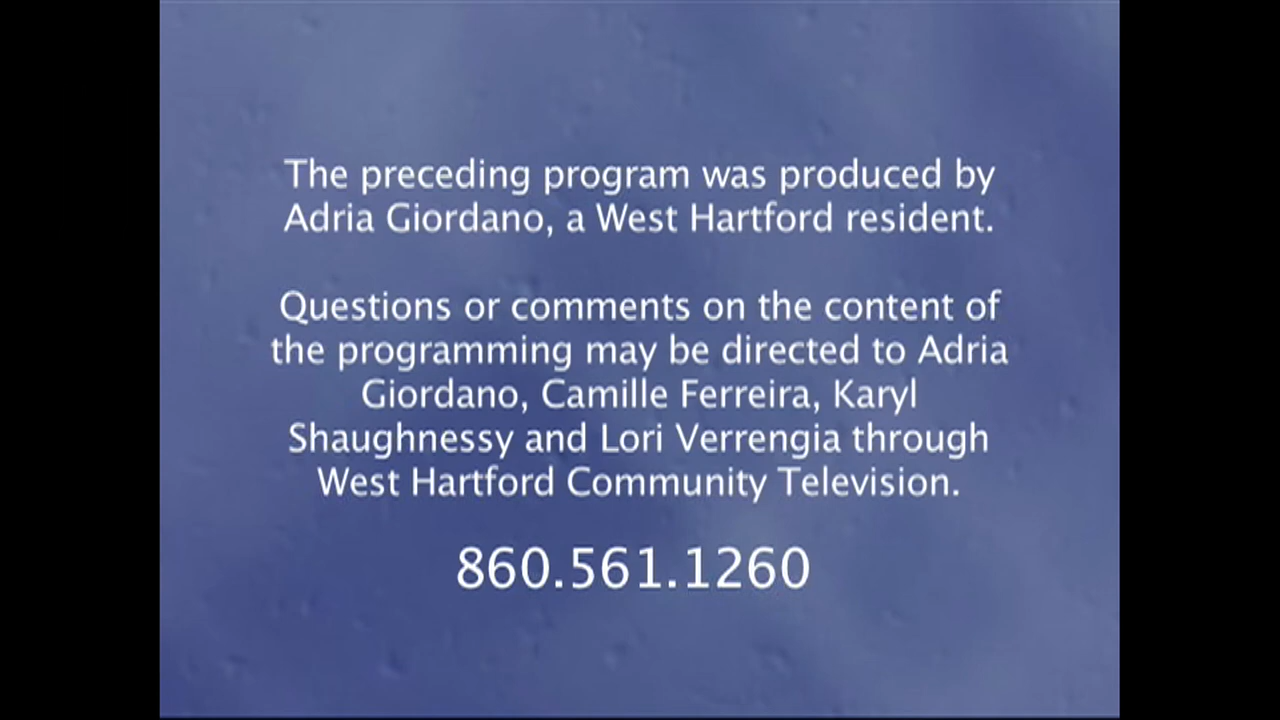 The preceding program was produced by
Adria Giordano, a West Hartford resident.
Questions or comments on the content of
the programming may be directed to Adria
Giordano, Camille Ferreira, Karyl
Shaughnessy and Lori Verrengia through
West Hartford Community Television.
860.561.1260